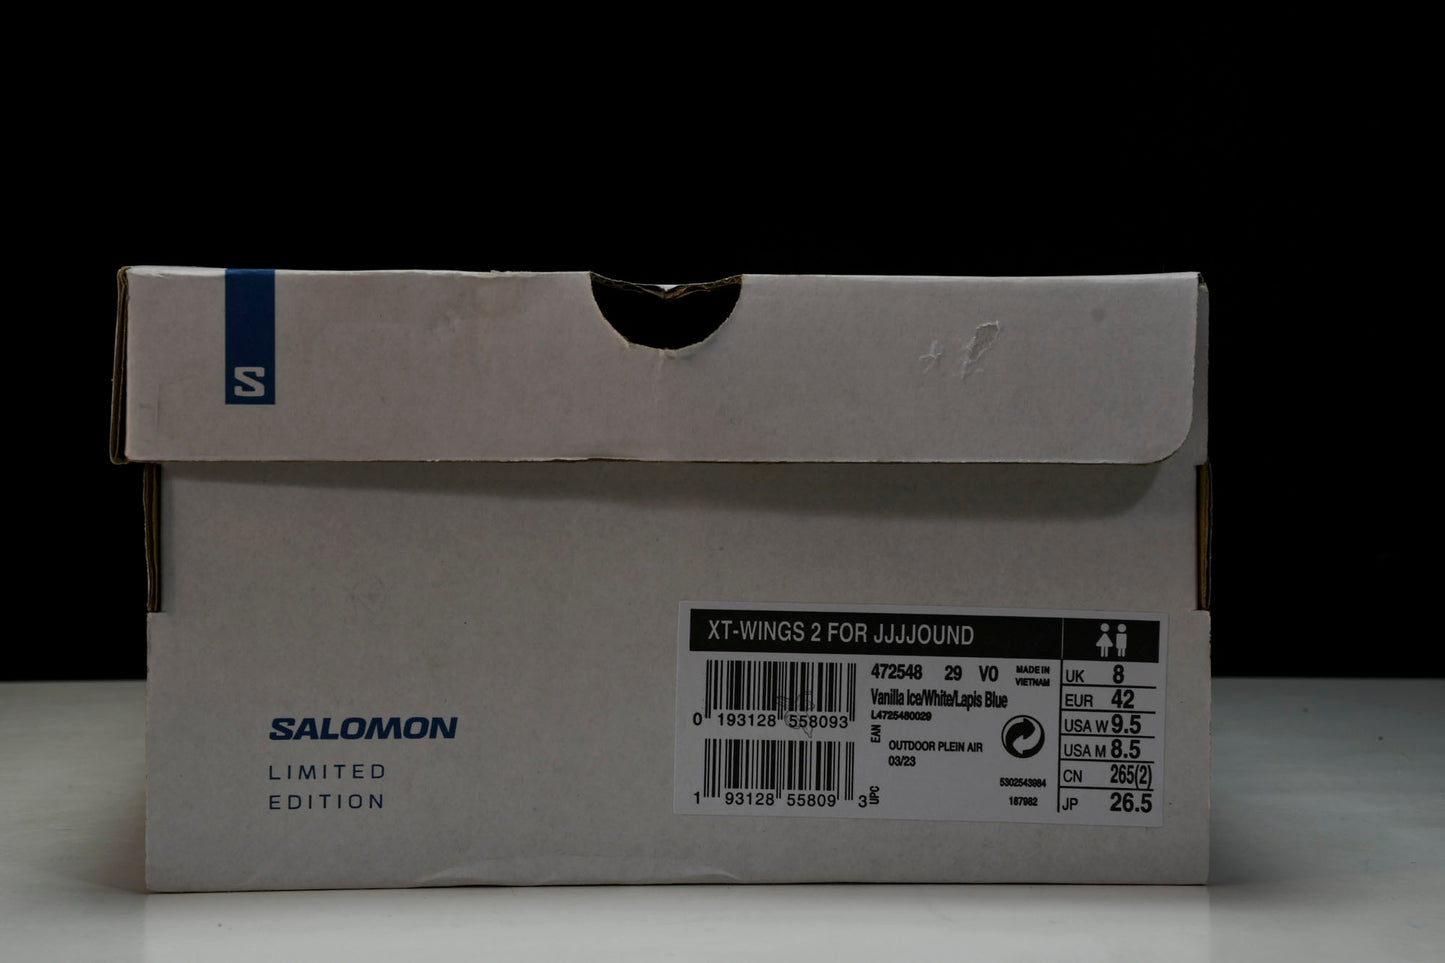 S
SALOMON
LIMITED
EDITION
XT-WINGS 2 FOR JJJJOUND
472548 29 V0
MADE IN
VIETNAM
Vanilla Ice/White/Lapis Blue
L4725480029
0 193128 558093
EAN
OUTDOOR PLEIN AIR
03/23
1 93128 55809 3
UPC
5302543984
187982
UK 8
EUR 42
USA W 9.5
USA M 8.5
CN 265(2)
JP 26.5